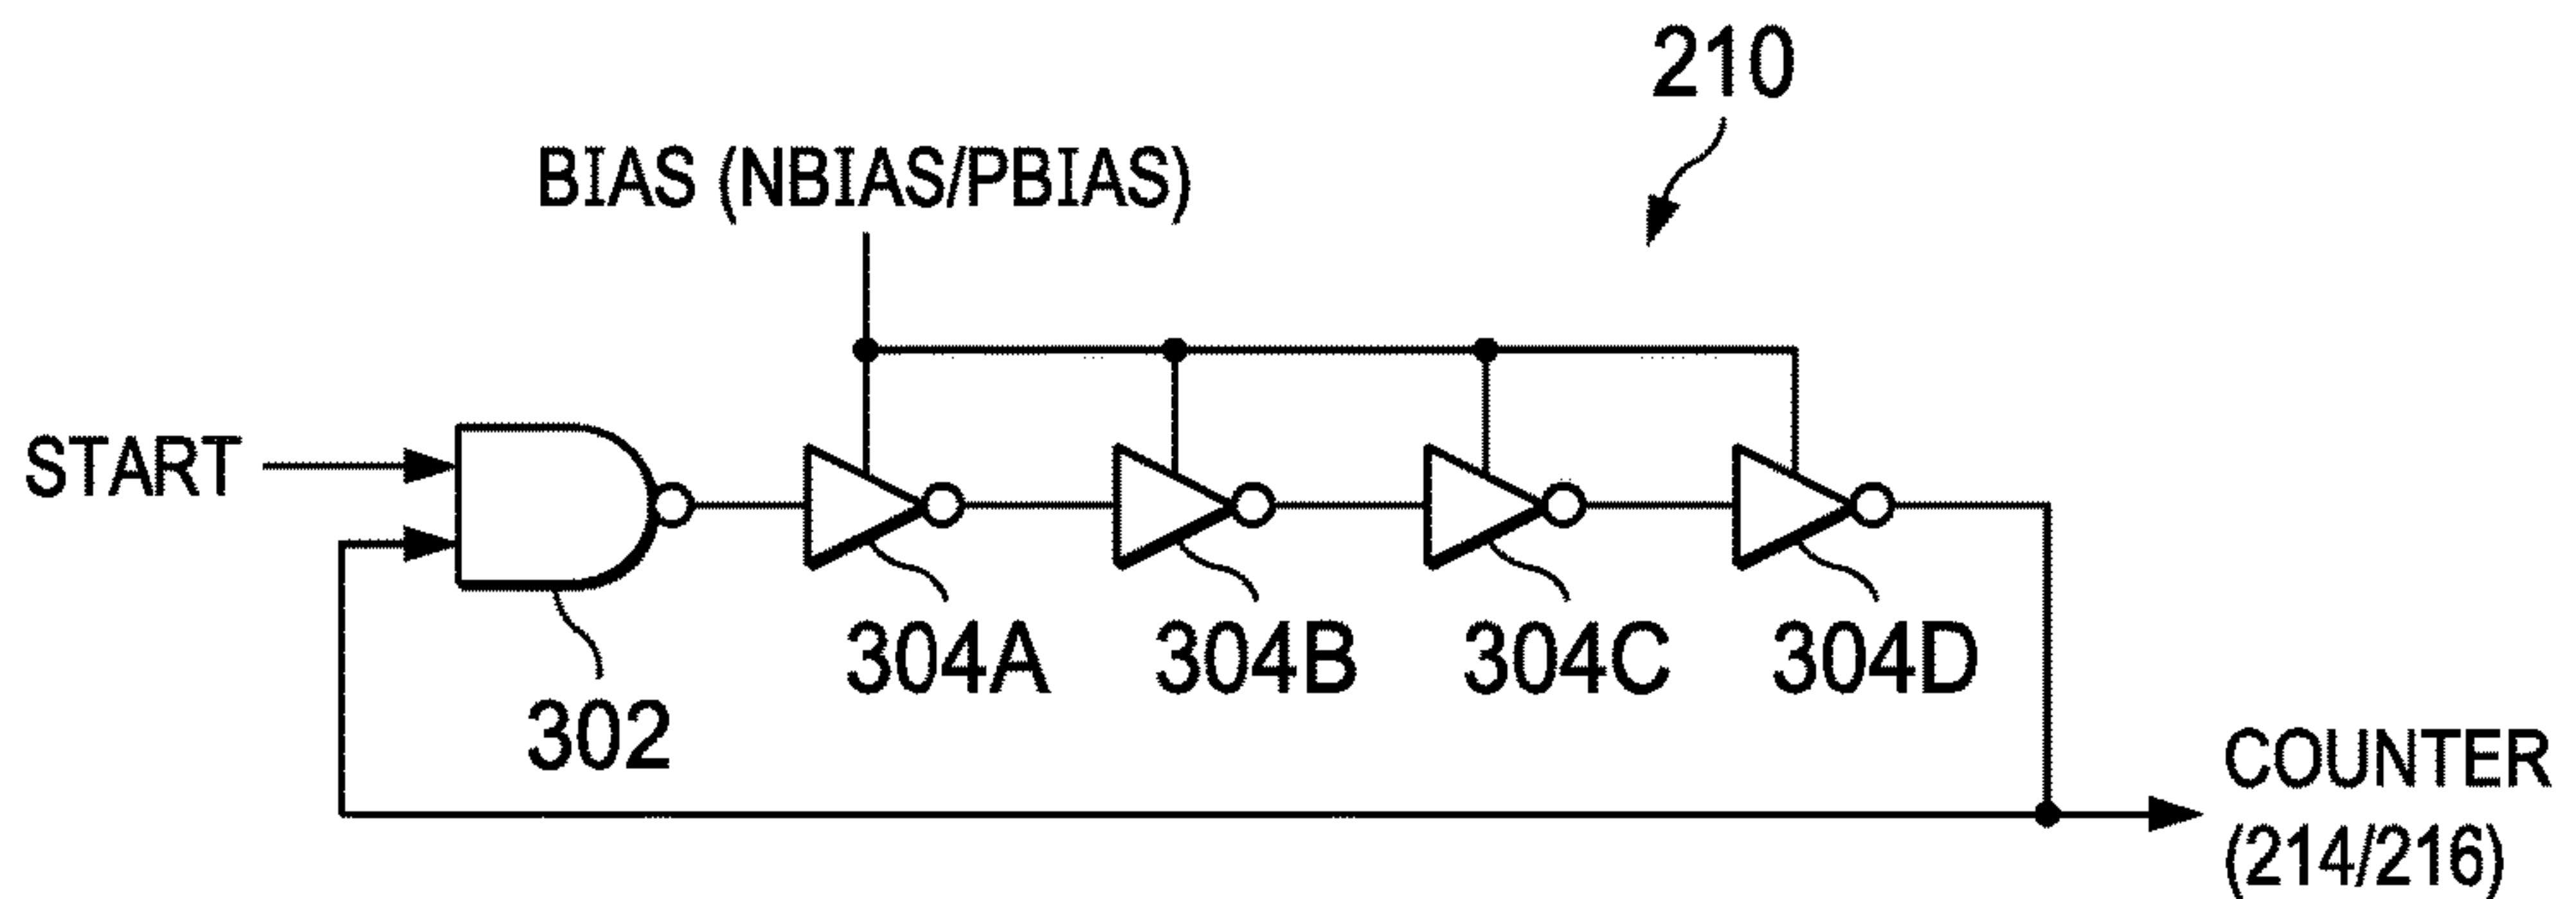 210
BIAS (NBIAS/PBIAS)
START
304A
304B
304C
304D
302
COUNTER
(214/216)